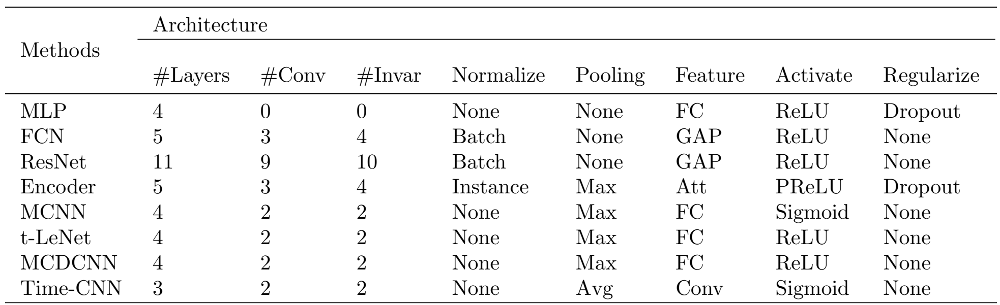 Architecture
Methods
#Layers #Conv #Invar Normalize Pooling Feature Activate Regularize
MLP 4 0 0 None None FC ReLU Dropout
FCN 5 3 4 Batch None GAP ReLU None
ResNet 11 9 10 Batch None GAP ReLU None
Encoder 5 3 4 Instance Max Att PReLU Dropout
MCNN 4 2 2 None Max FC Sigmoid None
t-LeNet 4 2 2 None Max FC ReLU None
MCDCNN 4 2 2 None Max FC ReLU None
Time-CNN 3 2 2 None Avg Conv Sigmoid None